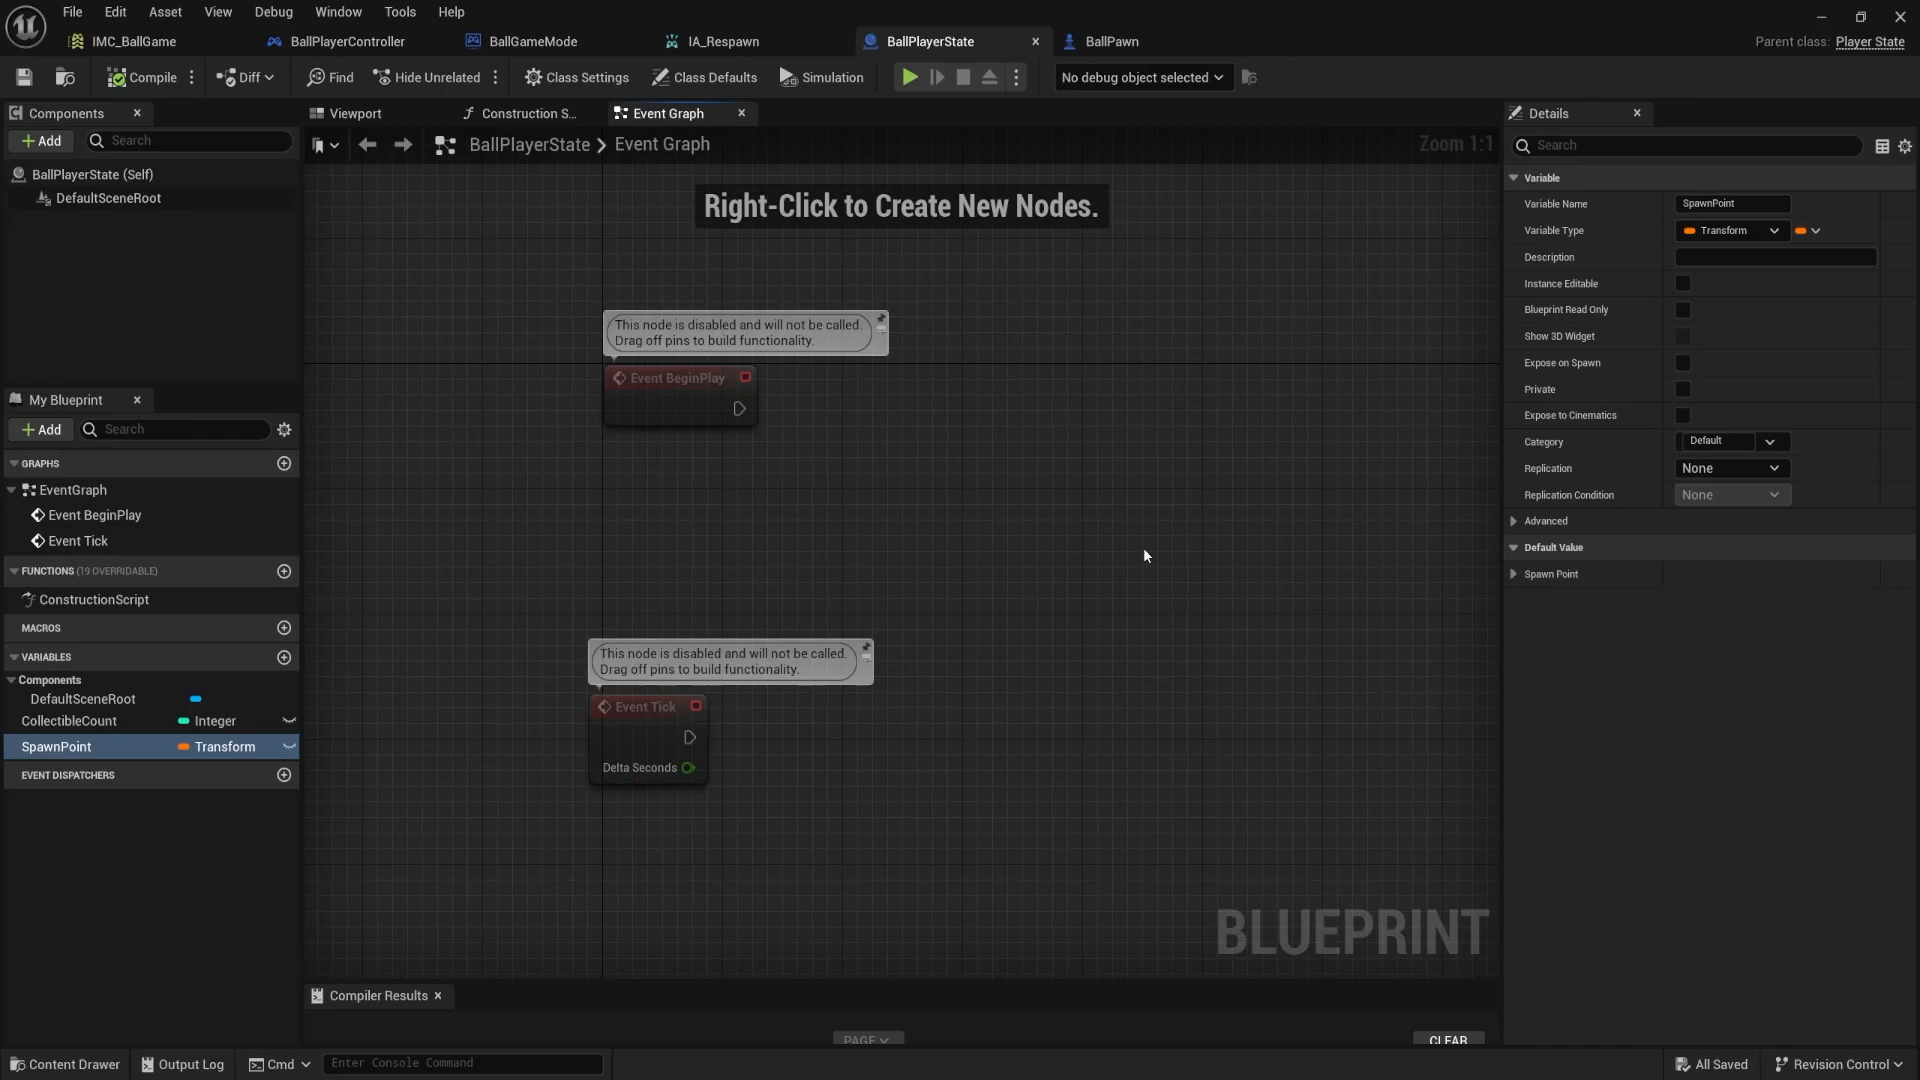 File Edit Asset View Debug Window Tools Help
IMC_BallGame BallPlayerController BallGameMode IA_Respawn BallPlayerState BallPawn Parent class: Player State
Compile Diff Find Hide Unrelated Class Settings Class Defaults Simulation No debug object selected
Components Viewport Construction S... Event Graph Details
Add Search BallPlayerState Event Graph Zoom 1:1 Search
BallPlayerState (Self)
DefaultSceneRoot
Right-Click to Create New Nodes.
This node is disabled and will not be called.
Drag off pins to build functionality.
Event BeginPlay
My Blueprint
Add Search
GRAPHS
EventGraph
Event BeginPlay
Event Tick
FUNCTIONS (19 OVERRIDABLE)
ConstructionScript
MACROS
VARIABLES
Components
DefaultSceneRoot
CollectibleCount Integer
SpawnPoint Transform
EVENT DISPATCHERS
This node is disabled and will not be called.
Drag off pins to build functionality.
Event Tick
Delta Seconds
BLUEPRINT
Variable
Variable Name SpawnPoint
Variable Type Transform
Description
Instance Editable
Blueprint Read Only
Show 3D Widget
Expose on Spawn
Private
Expose to Cinematics
Category Default
Replication None
Replication Condition None
Advanced
Default Value
Spawn Point
Compiler Results
PAGE CLEAR
Content Drawer Output Log Cmd Enter Console Command All Saved Revision Control